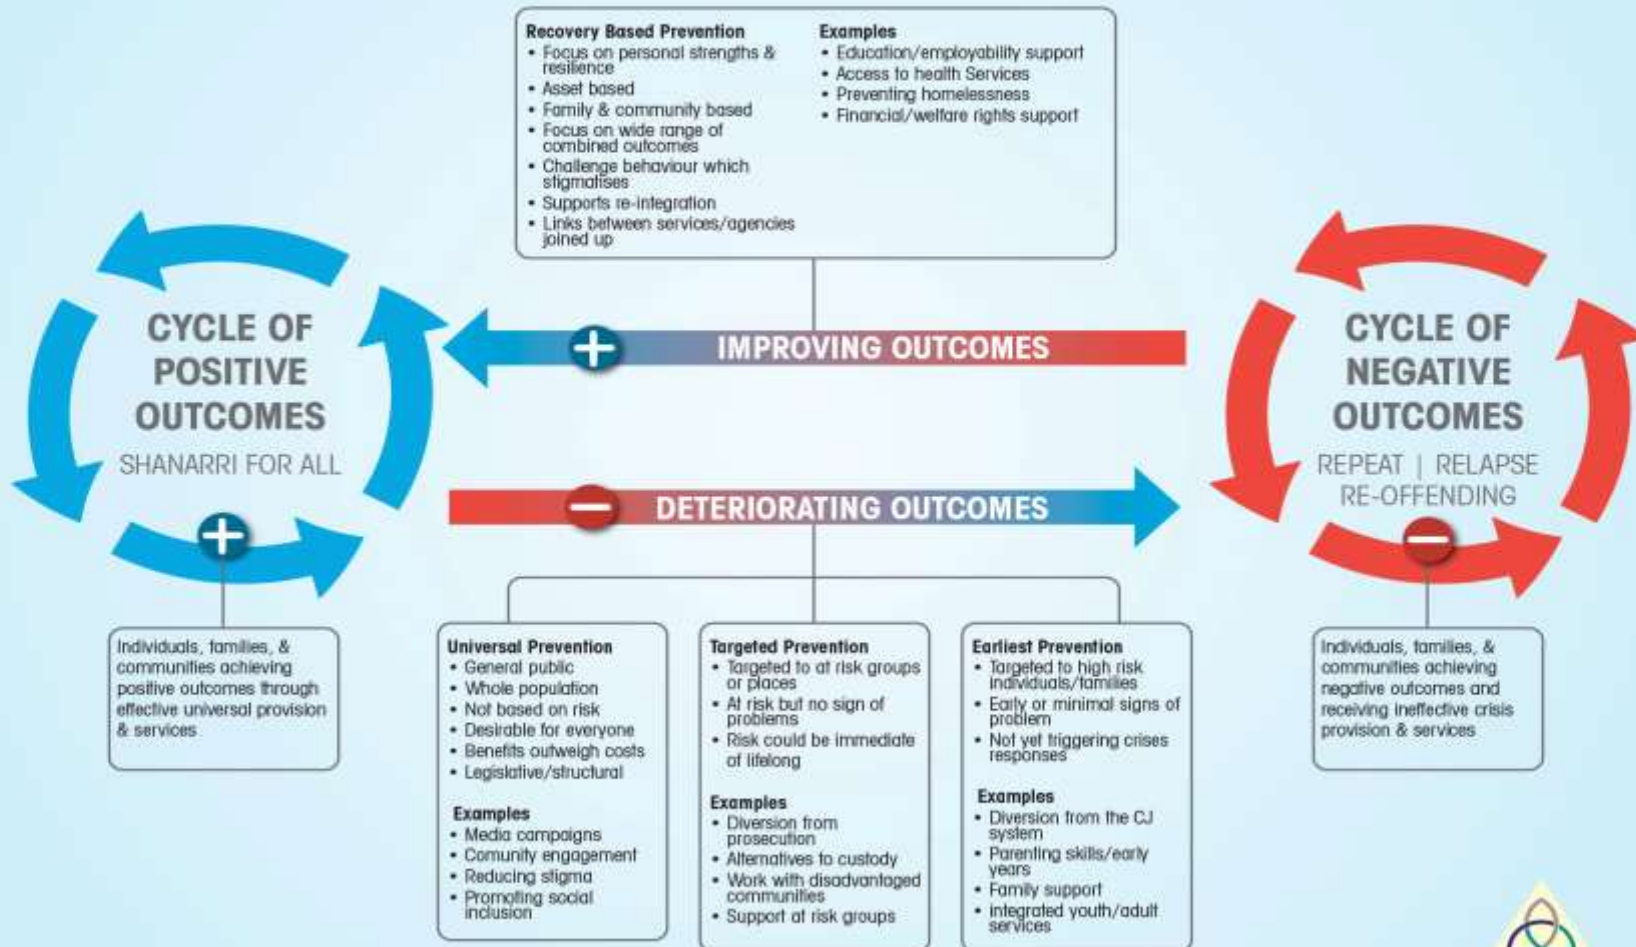 Recovery Based Prevention
• Focus on personal strengths &
resilience
• Asset based
• Family & community based
• Focus on wide range of
combined outcomes
• Challenge behaviour which
stigmatises
• Supports re-integration
• Links between services/agencies
joined up
Examples
• Education/employability support
• Access to health Services
• Preventing homelessness
• Financial/welfare rights support
CYCLE OF
POSITIVE
OUTCOMES
SHANARRI FOR ALL
IMPROVING OUTCOMES
DETERIORATING OUTCOMES
CYCLE OF
NEGATIVE
OUTCOMES
REPEAT | RELAPSE
RE-OFFENDING
Individuals, families, &
communities achieving
positive outcomes through
effective universal provision
& services
Universal Prevention
• General public
• Whole population
• Not based on risk
• Desirable for everyone
• Benefits outweigh costs
• Legislative/structural
Examples
• Media campaigns
• Comunity engagement
• Reducing stigma
• Promoting social
inclusion
Targeted Prevention
• Targeted to at risk groups
or places
• At risk but no sign of
problems
• Risk could be immediate
of lifelong
Examples
• Diversion from
prosecution
• Alternatives to custody
• Work with disadvantaged
communities
• Support at risk groups
Earliest Prevention
• Targeted to high risk
individuals/families
• Early or minimal signs of
problem
• Not yet triggering crises
responses
Examples
• Diversion from the CJ
system
• Parenting skills/early
years
• Family support
• integrated youth/adult
services
Individuals, families, &
communities achieving
negative outcomes and
receiving ineffective crisis
provision & services